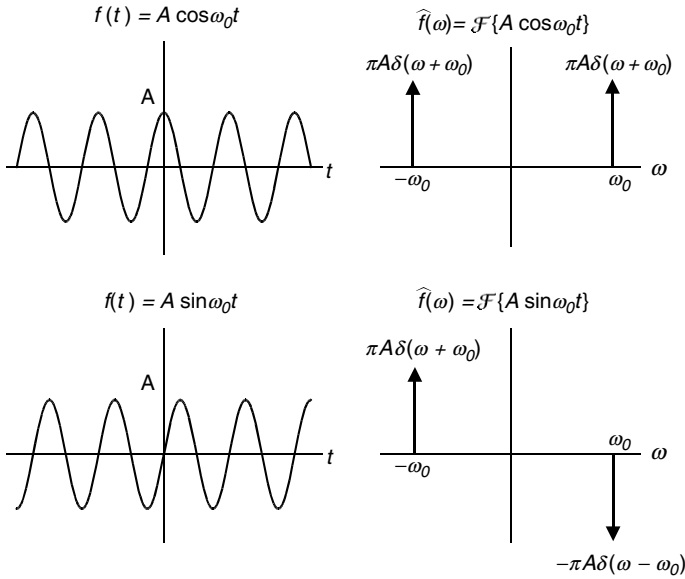 f(t) = A cosω₀t
f̂(ω) = ℱ{A cosω₀t}
πAδ(ω + ω₀)
πAδ(ω + ω₀)
A
t
−ω₀
ω₀
ω
f(t) = A sinω₀t
f̂(ω) = ℱ{A sinω₀t}
πAδ(ω + ω₀)
A
ω₀
t
−ω₀
ω
−πAδ(ω − ω₀)